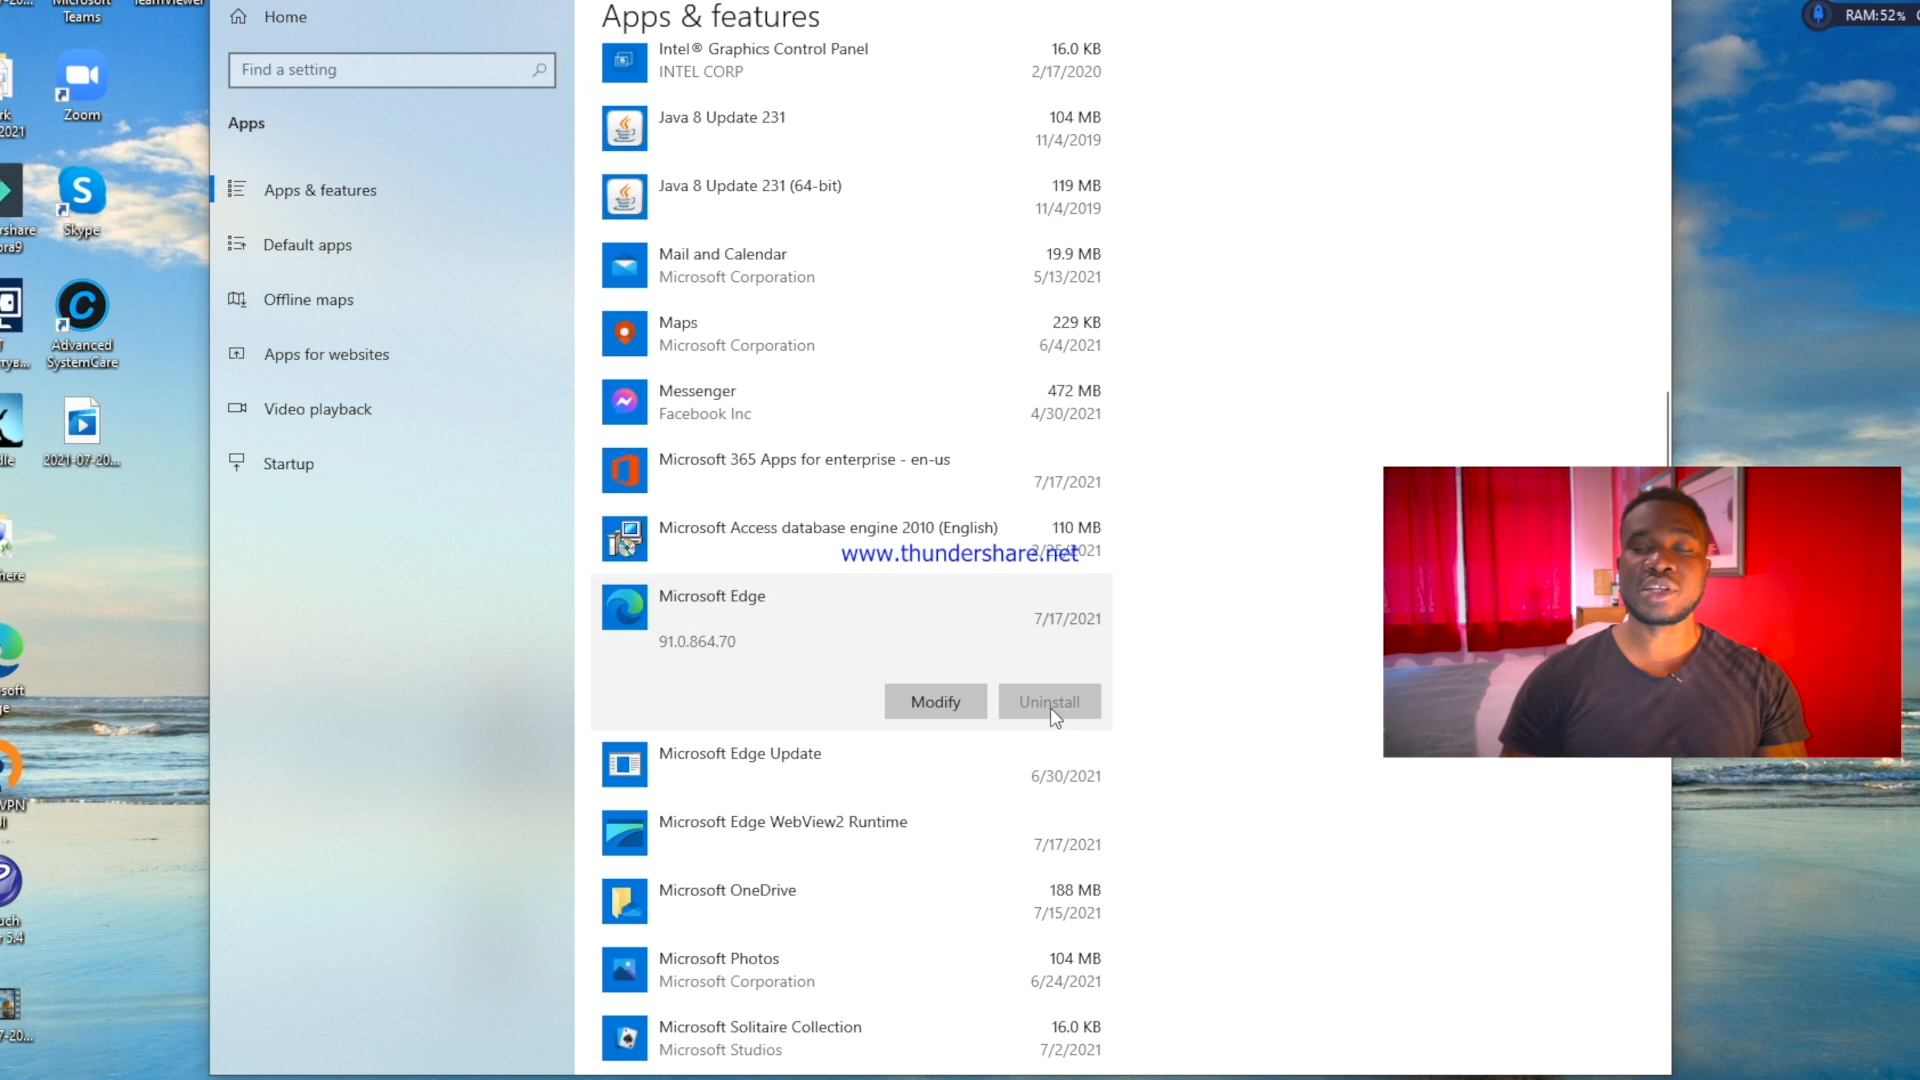 Microsoft
Teams
TeamViewer
RAM:52%
Zoom
2021
Skype
Advanced
SystemCare
2021-07-20...
Home
Find a setting
Apps
Apps & features
Default apps
Offline maps
Apps for websites
Video playback
Startup
Apps & features
Intel® Graphics Control Panel
16.0 KB
INTEL CORP
2/17/2020
Java 8 Update 231
104 MB
11/4/2019
Java 8 Update 231 (64-bit)
119 MB
11/4/2019
Mail and Calendar
19.9 MB
Microsoft Corporation
5/13/2021
Maps
229 KB
Microsoft Corporation
6/4/2021
Messenger
472 MB
Facebook Inc
4/30/2021
Microsoft 365 Apps for enterprise - en-us
7/17/2021
Microsoft Access database engine 2010 (English)
110 MB
www.thundershare.net
Microsoft Edge
7/17/2021
91.0.864.70
Modify
Uninstall
Microsoft Edge Update
6/30/2021
Microsoft Edge WebView2 Runtime
7/17/2021
Microsoft OneDrive
188 MB
7/15/2021
Microsoft Photos
104 MB
Microsoft Corporation
6/24/2021
Microsoft Solitaire Collection
16.0 KB
Microsoft Studios
7/2/2021